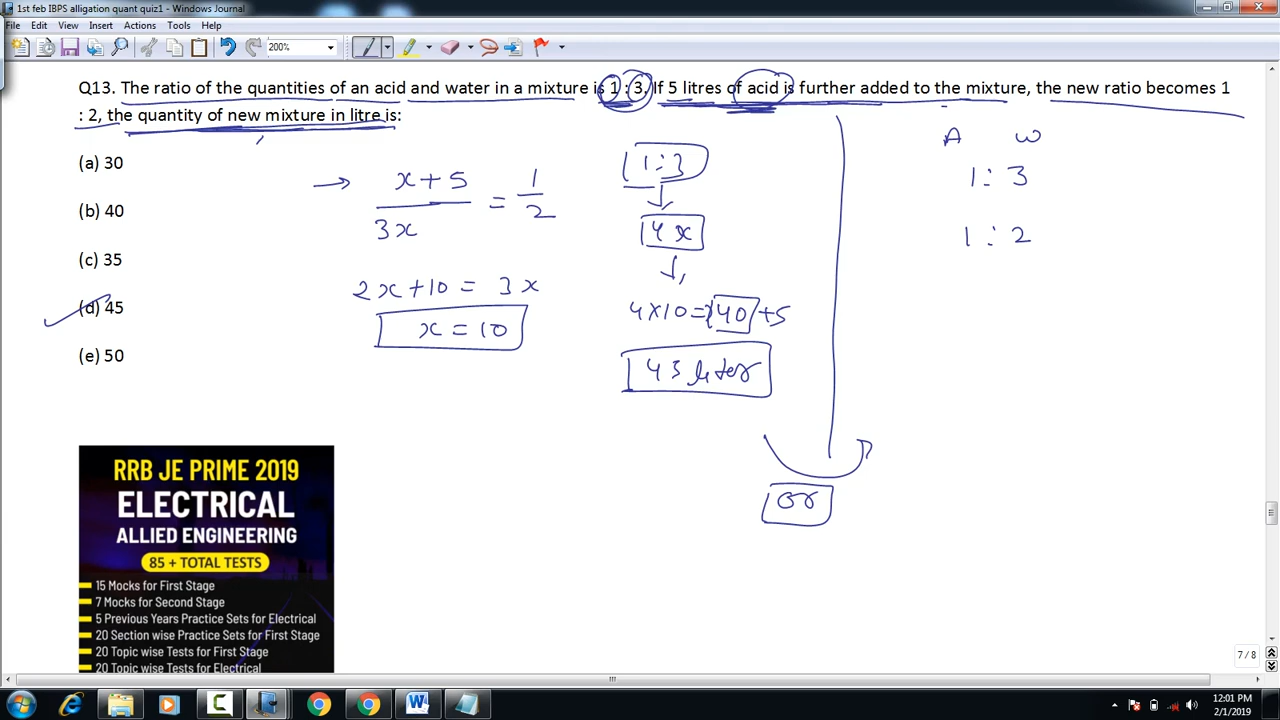 1st feb IBPS alligation quant quiz1 - Windows Journal
File Edit View Insert Actions Tools Help
200%
Q13. The ratio of the quantities of an acid and water in a mixture is 1 : 3. If 5 litres of acid is further added to the mixture, the new ratio becomes 1
: 2, the quantity of new mixture in litre is:
(a) 30
(b) 40
(c) 35
(d) 45
(e) 50
x+5/3x = 1/2
2x+10 = 3x
x = 10
1:3
4x
4×10=40+5
45 liter
or
A W
1 : 3
1 : 2
RRB JE PRIME 2019
ELECTRICAL
ALLIED ENGINEERING
85 + TOTAL TESTS
15 Mocks for First Stage
7 Mocks for Second Stage
5 Previous Years Practice Sets for Electrical
20 Section wise Practice Sets for First Stage
20 Topic wise Tests for First Stage
20 Topic wise Tests for Electrical
7 / 8
12:01 PM
2/1/2019